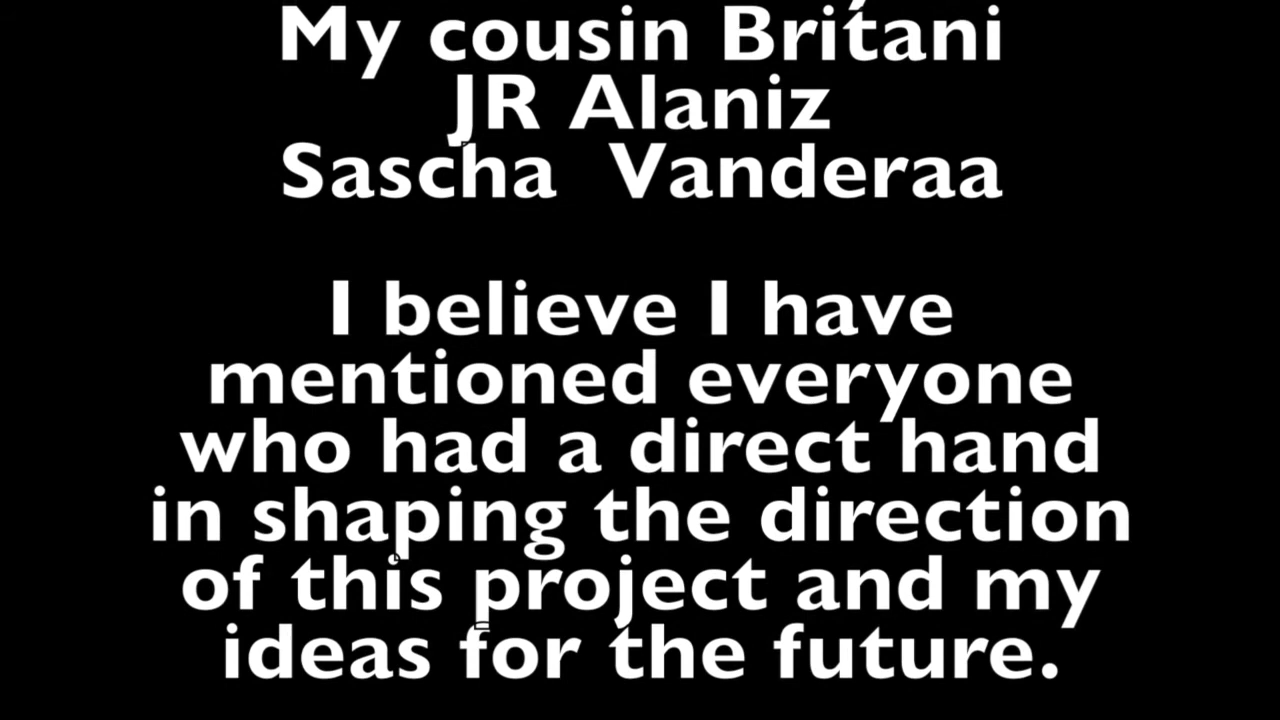 My cousin Britani
JR Alaniz
Sascha  Vanderaa
I believe I have
mentioned everyone
who had a direct hand
in shaping the direction
of this project and my
ideas for the future.